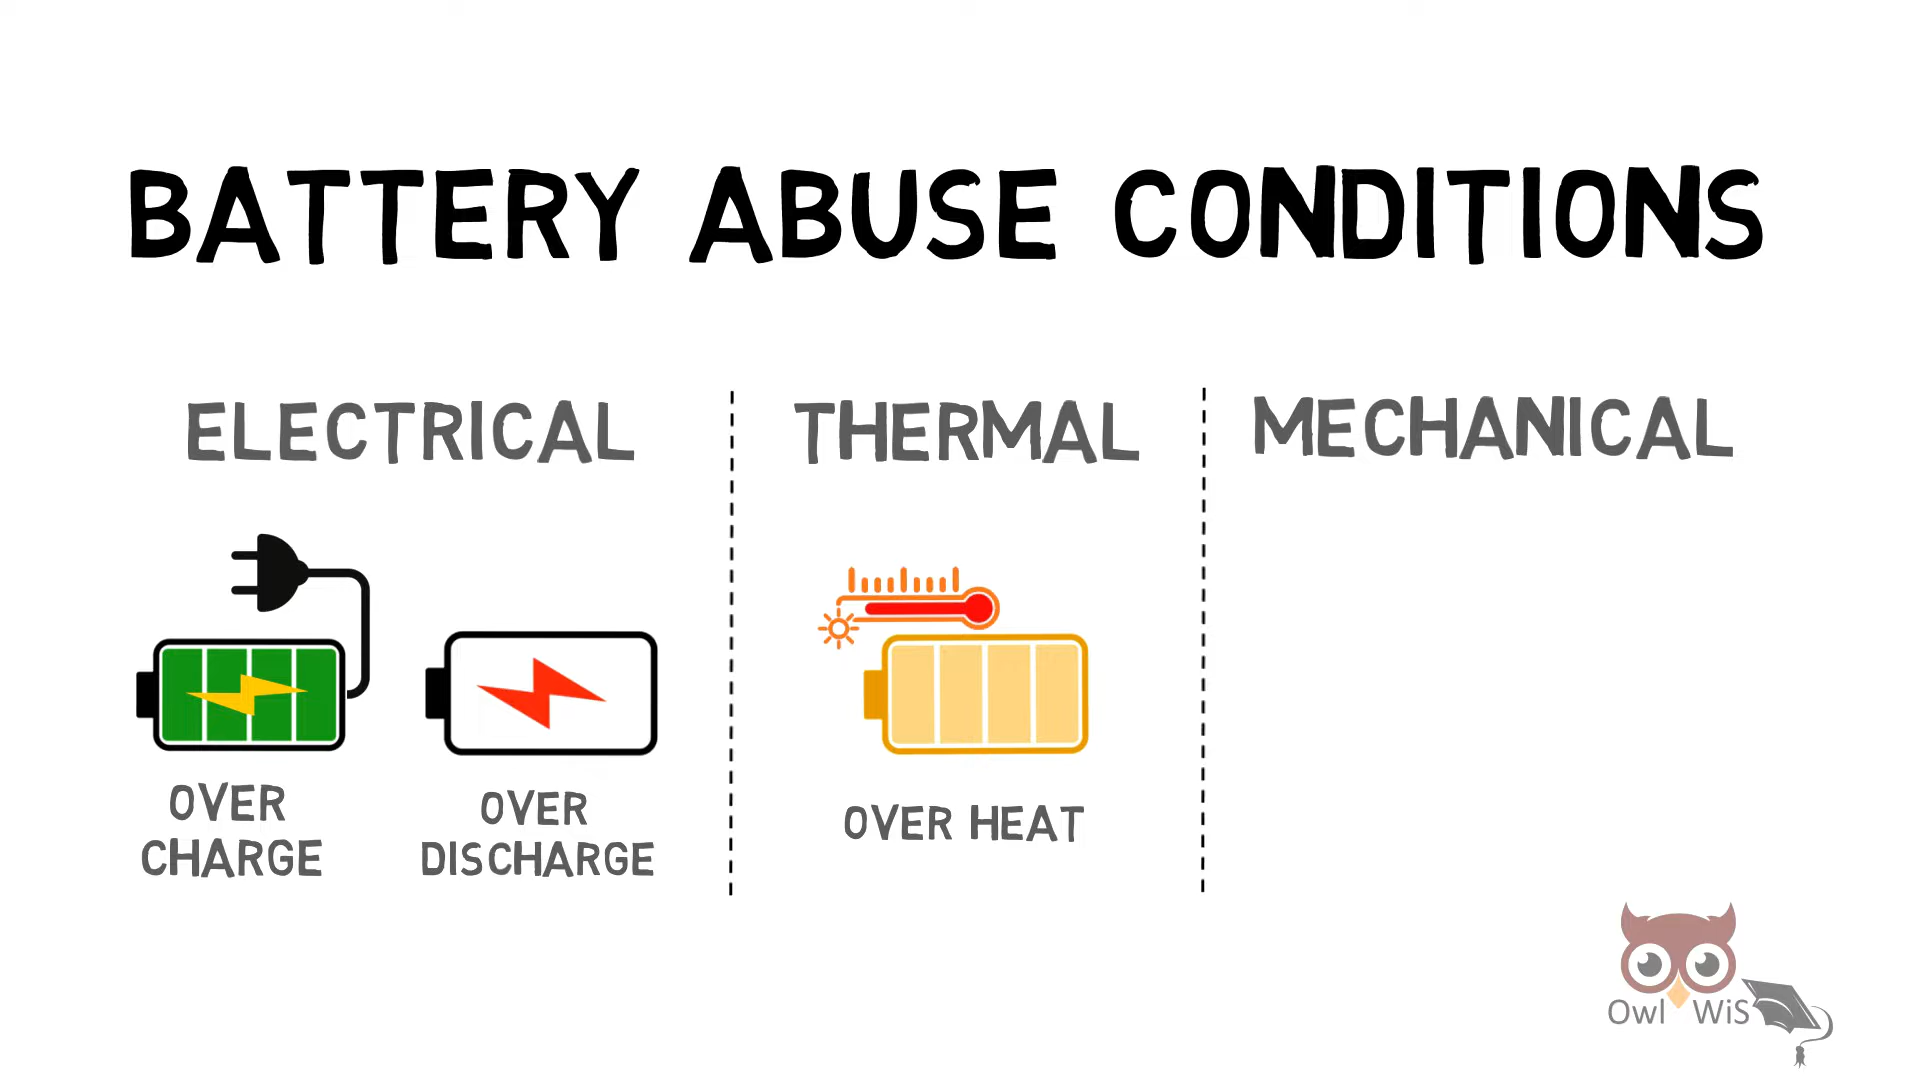 BATTERY ABUSE CONDITIONS
ELECTRICAL
OVER
CHARGE
OVER
DISCHARGE
THERMAL
OVER HEAT
MECHANICAL
Owl WiS